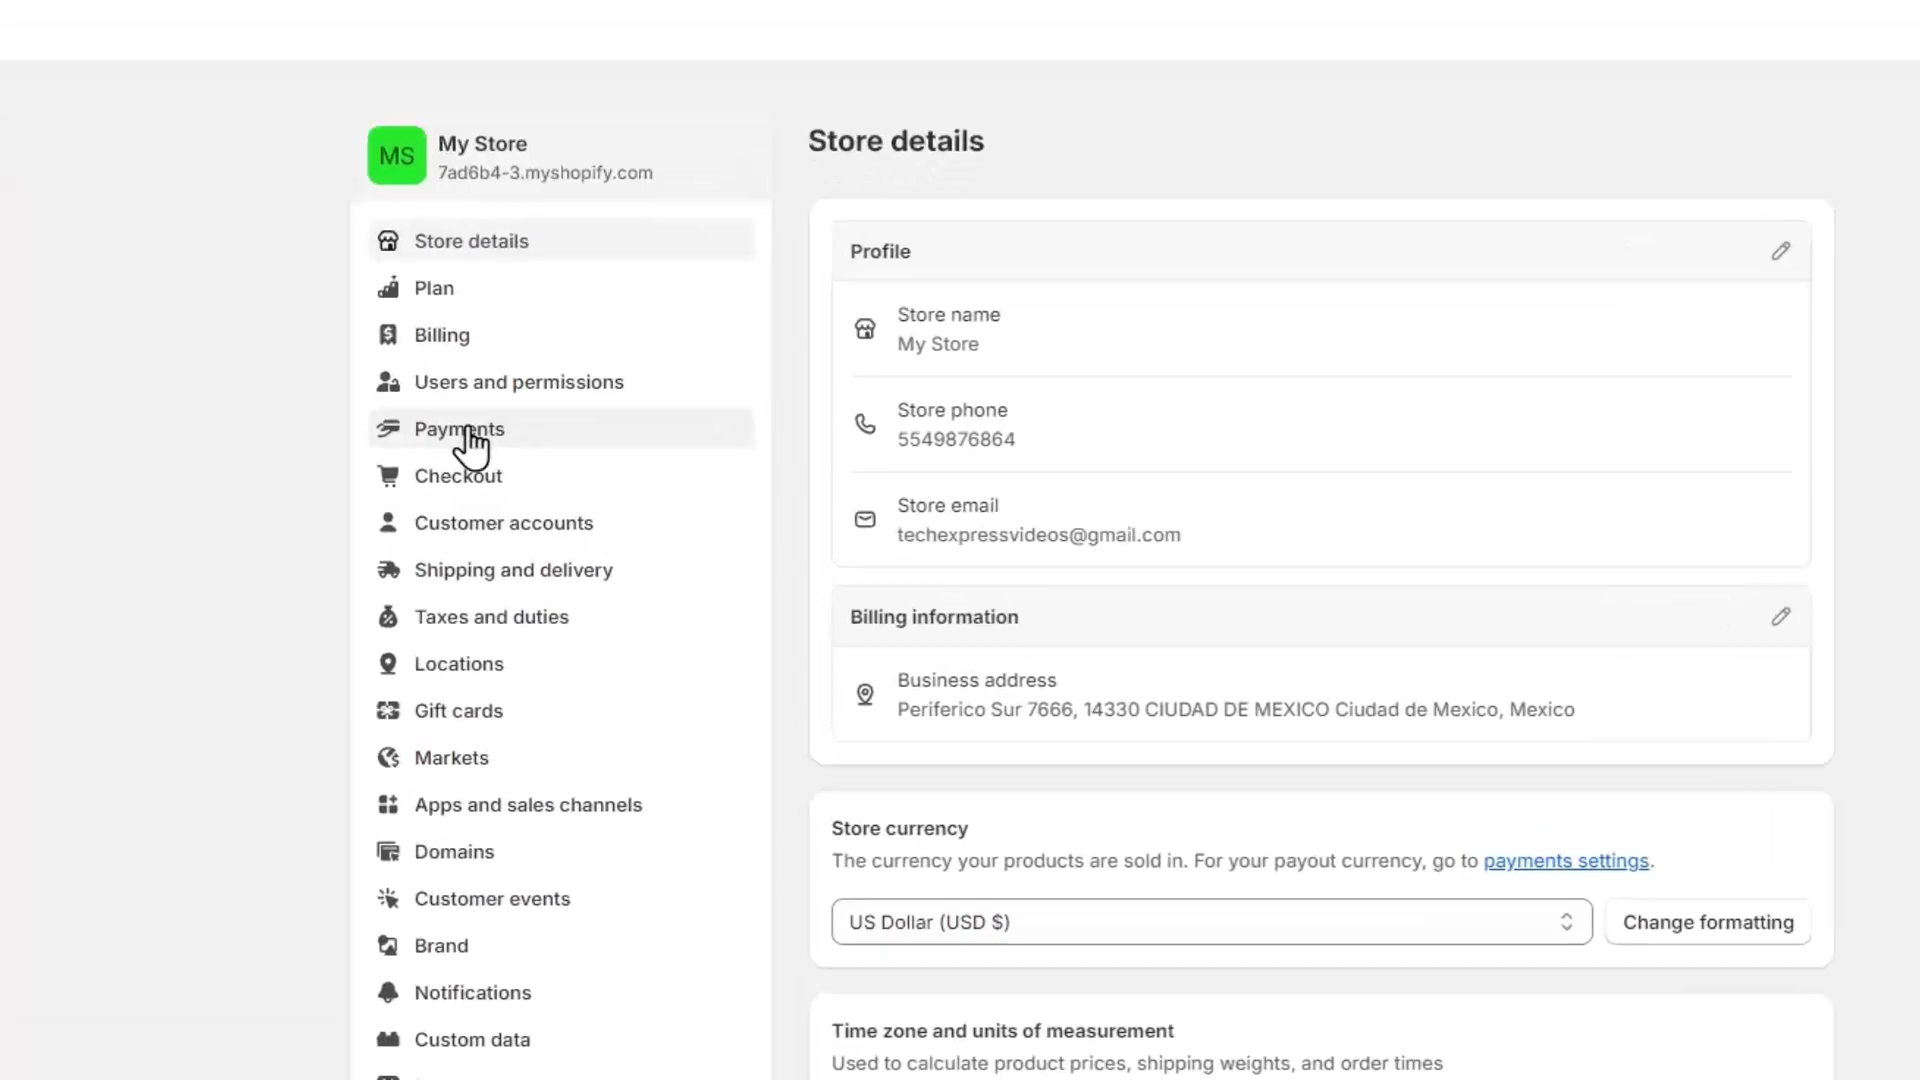 MS
My Store
7ad6b4-3.myshopify.com
Store details
Plan
Billing
Users and permissions
Payments
Checkout
Customer accounts
Shipping and delivery
Taxes and duties
Locations
Gift cards
Markets
Apps and sales channels
Domains
Customer events
Brand
Notifications
Custom data
Store details
Profile
Store name
My Store
Store phone
5549876864
Store email
techexpressvideos@gmail.com
Billing information
Business address
Periferico Sur 7666, 14330 CIUDAD DE MEXICO Ciudad de Mexico, Mexico
Store currency
The currency your products are sold in. For your payout currency, go to payments settings.
US Dollar (USD $)
Change formatting
Time zone and units of measurement
Used to calculate product prices, shipping weights, and order times